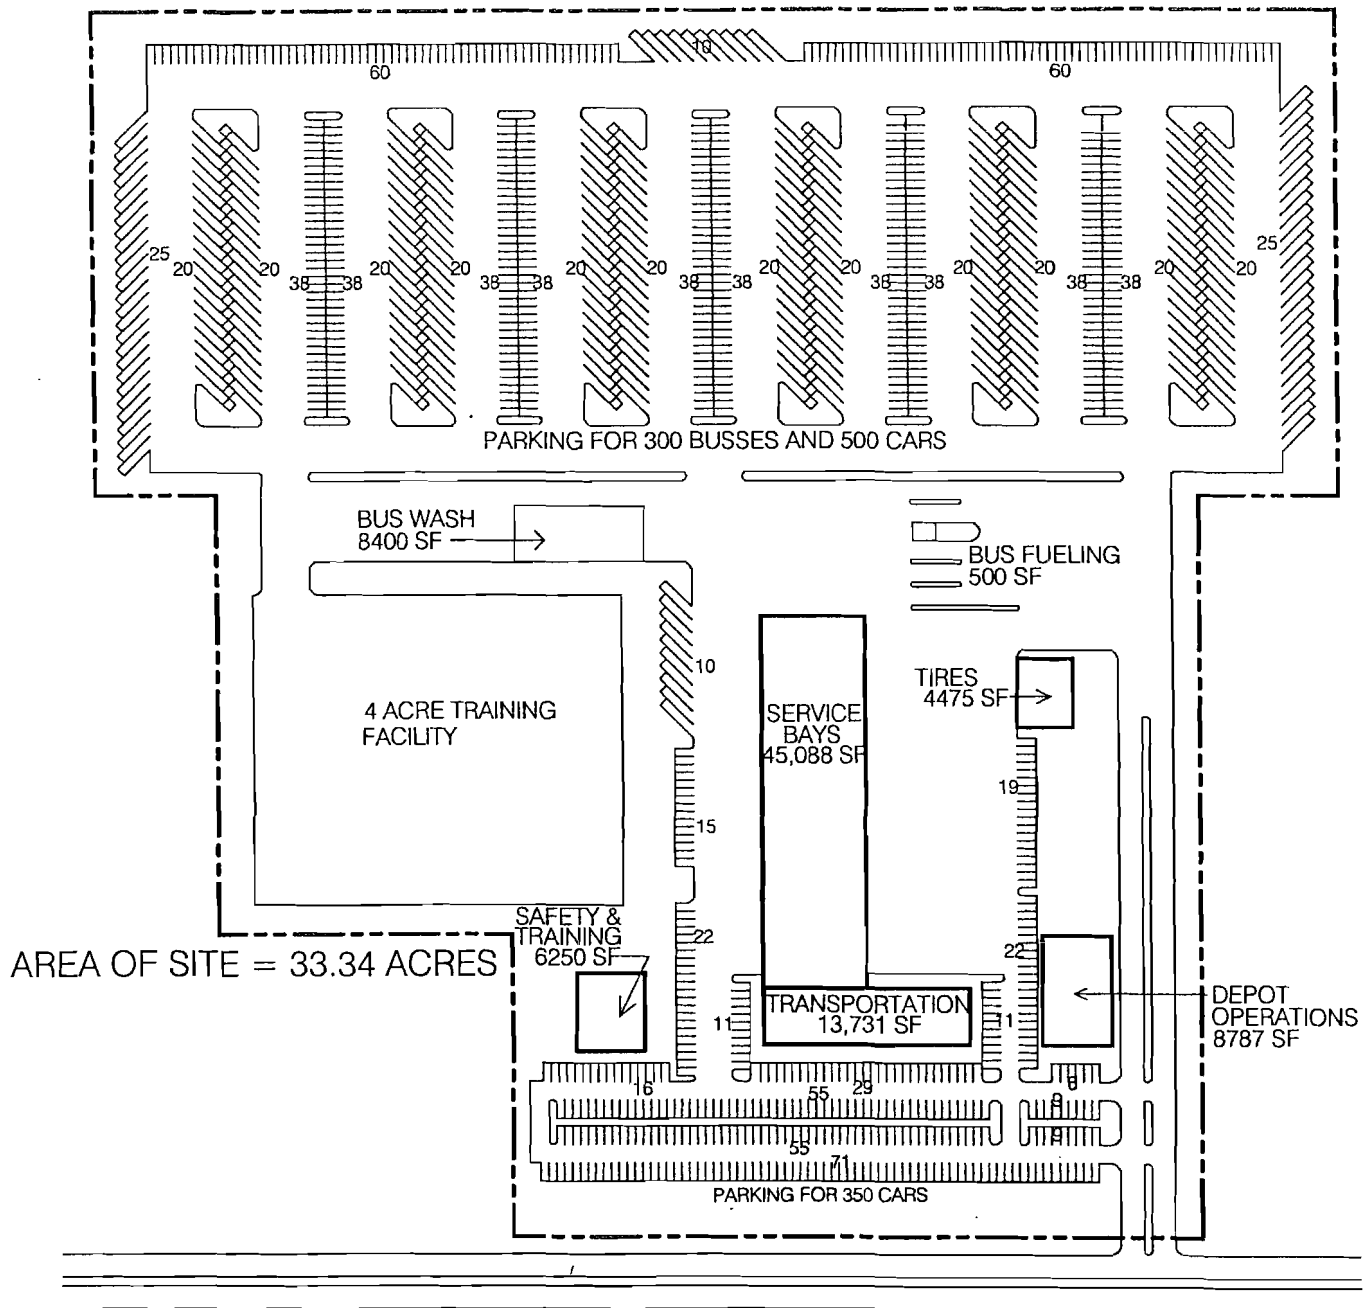 10
60
60
25
20
20
38
38
20
20
38
38
20
20
38
38
20
20
38
38
20
20
38
38
20
20
25
PARKING FOR 300 BUSSES AND 500 CARS
BUS WASH
8400 SF
BUS FUELING
500 SF
10
TIRES
4475 SF
4 ACRE TRAINING
FACILITY
SERVICE
BAYS
45,088 SF
19
15
SAFETY &
TRAINING
6250 SF
22
22
AREA OF SITE = 33.34 ACRES
TRANSPORTATION
13,731 SF
11
11
DEPOT
OPERATIONS
8787 SF
16
55
29
8
9
9
55
71
PARKING FOR 350 CARS